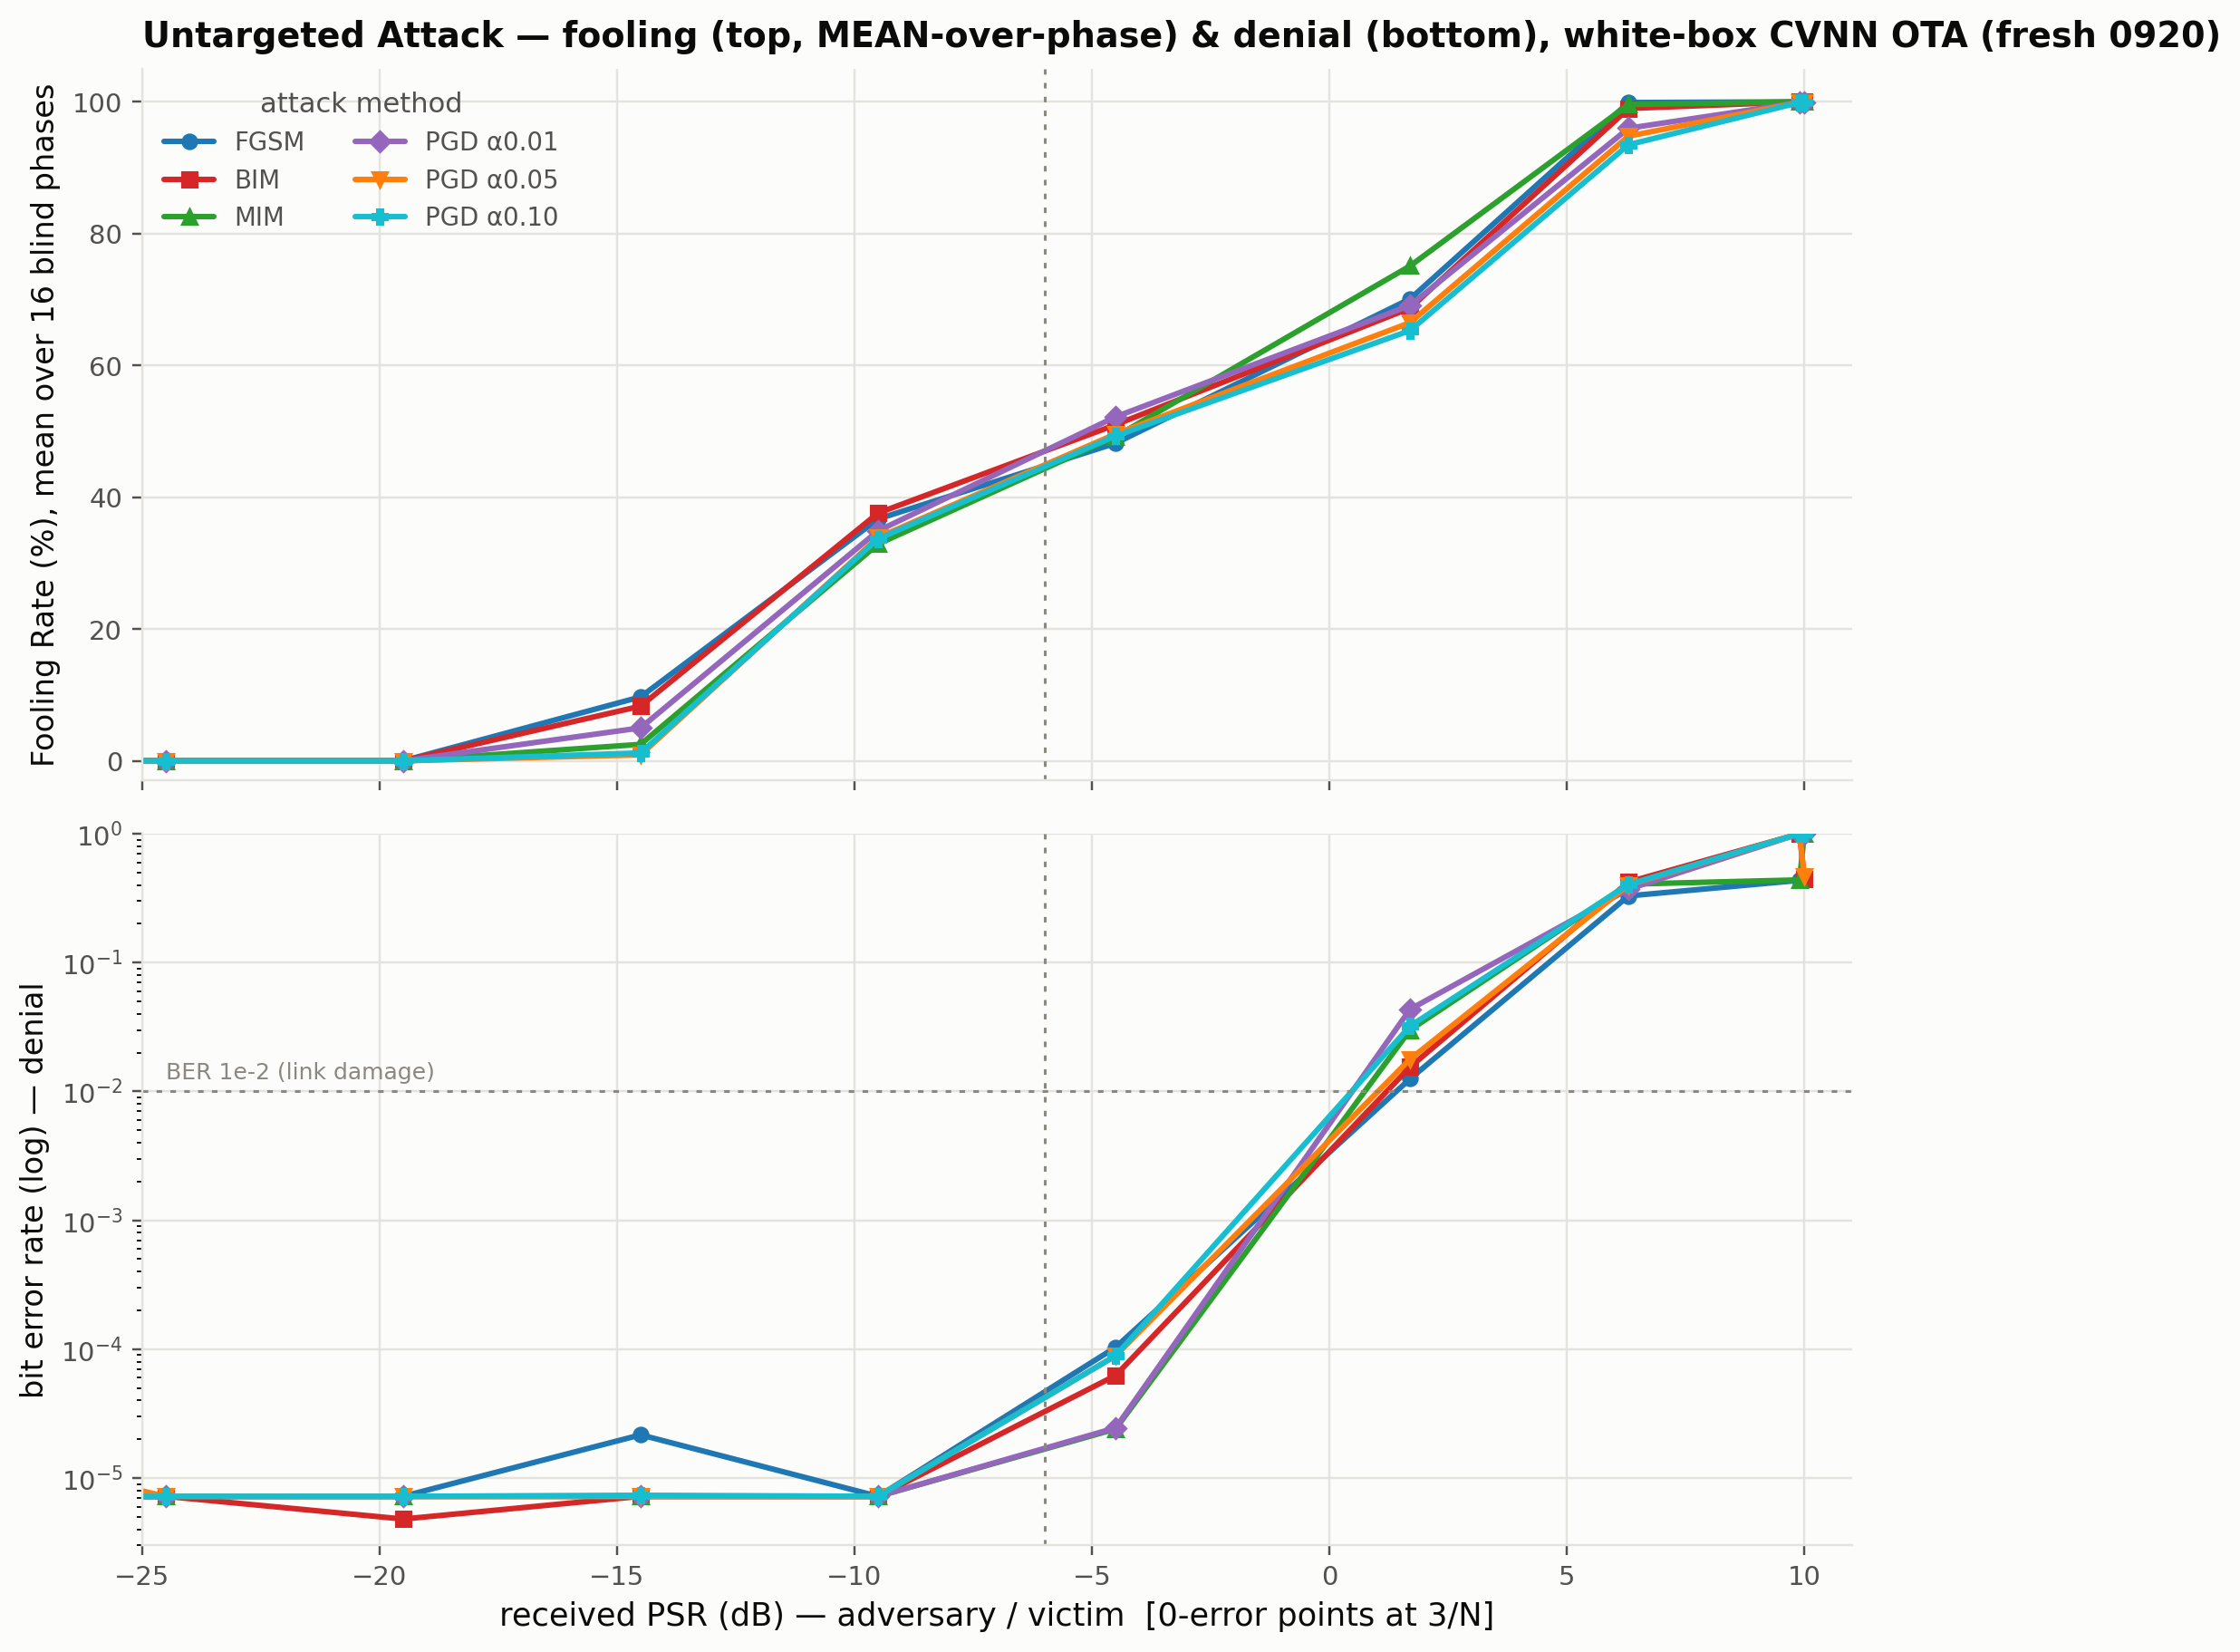 Untargeted Attack — fooling (top, MEAN-over-phase) & denial (bottom), white-box CVNN OTA (fresh 0920)
Fooling Rate (%), mean over 16 blind phases
100
80
60
40
20
0
attack method
FGSM
BIM
MIM
PGD α0.01
PGD α0.05
PGD α0.10
bit error rate (log) — denial
10⁰
10⁻¹
10⁻²
10⁻³
10⁻⁴
10⁻⁵
BER 1e-2 (link damage)
−25 −20 −15 −10 −5 0 5 10
received PSR (dB) — adversary / victim [0-error points at 3/N]